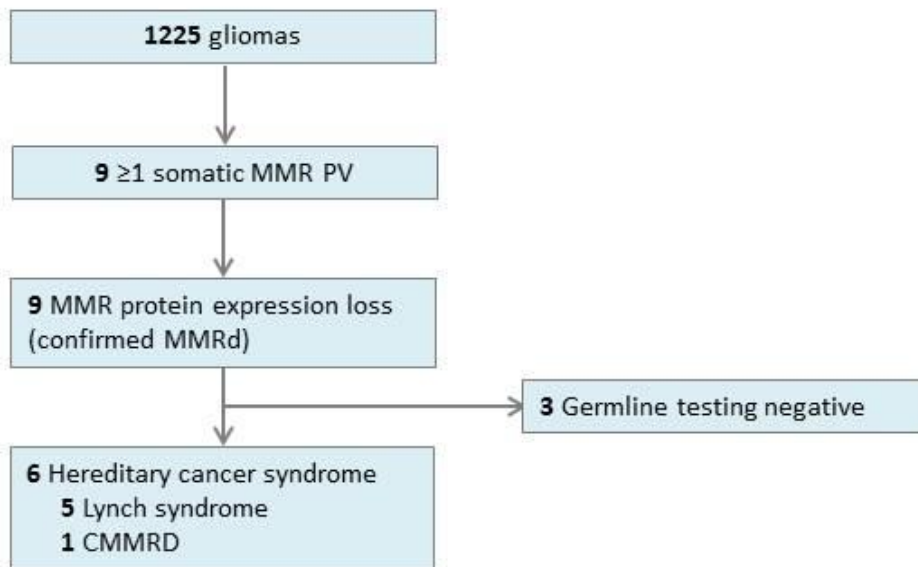 1225 gliomas
9 ≥1 somatic MMR PV
9 MMR protein expression loss
(confirmed MMRd)
3 Germline testing negative
6 Hereditary cancer syndrome
5 Lynch syndrome
1 CMMRD